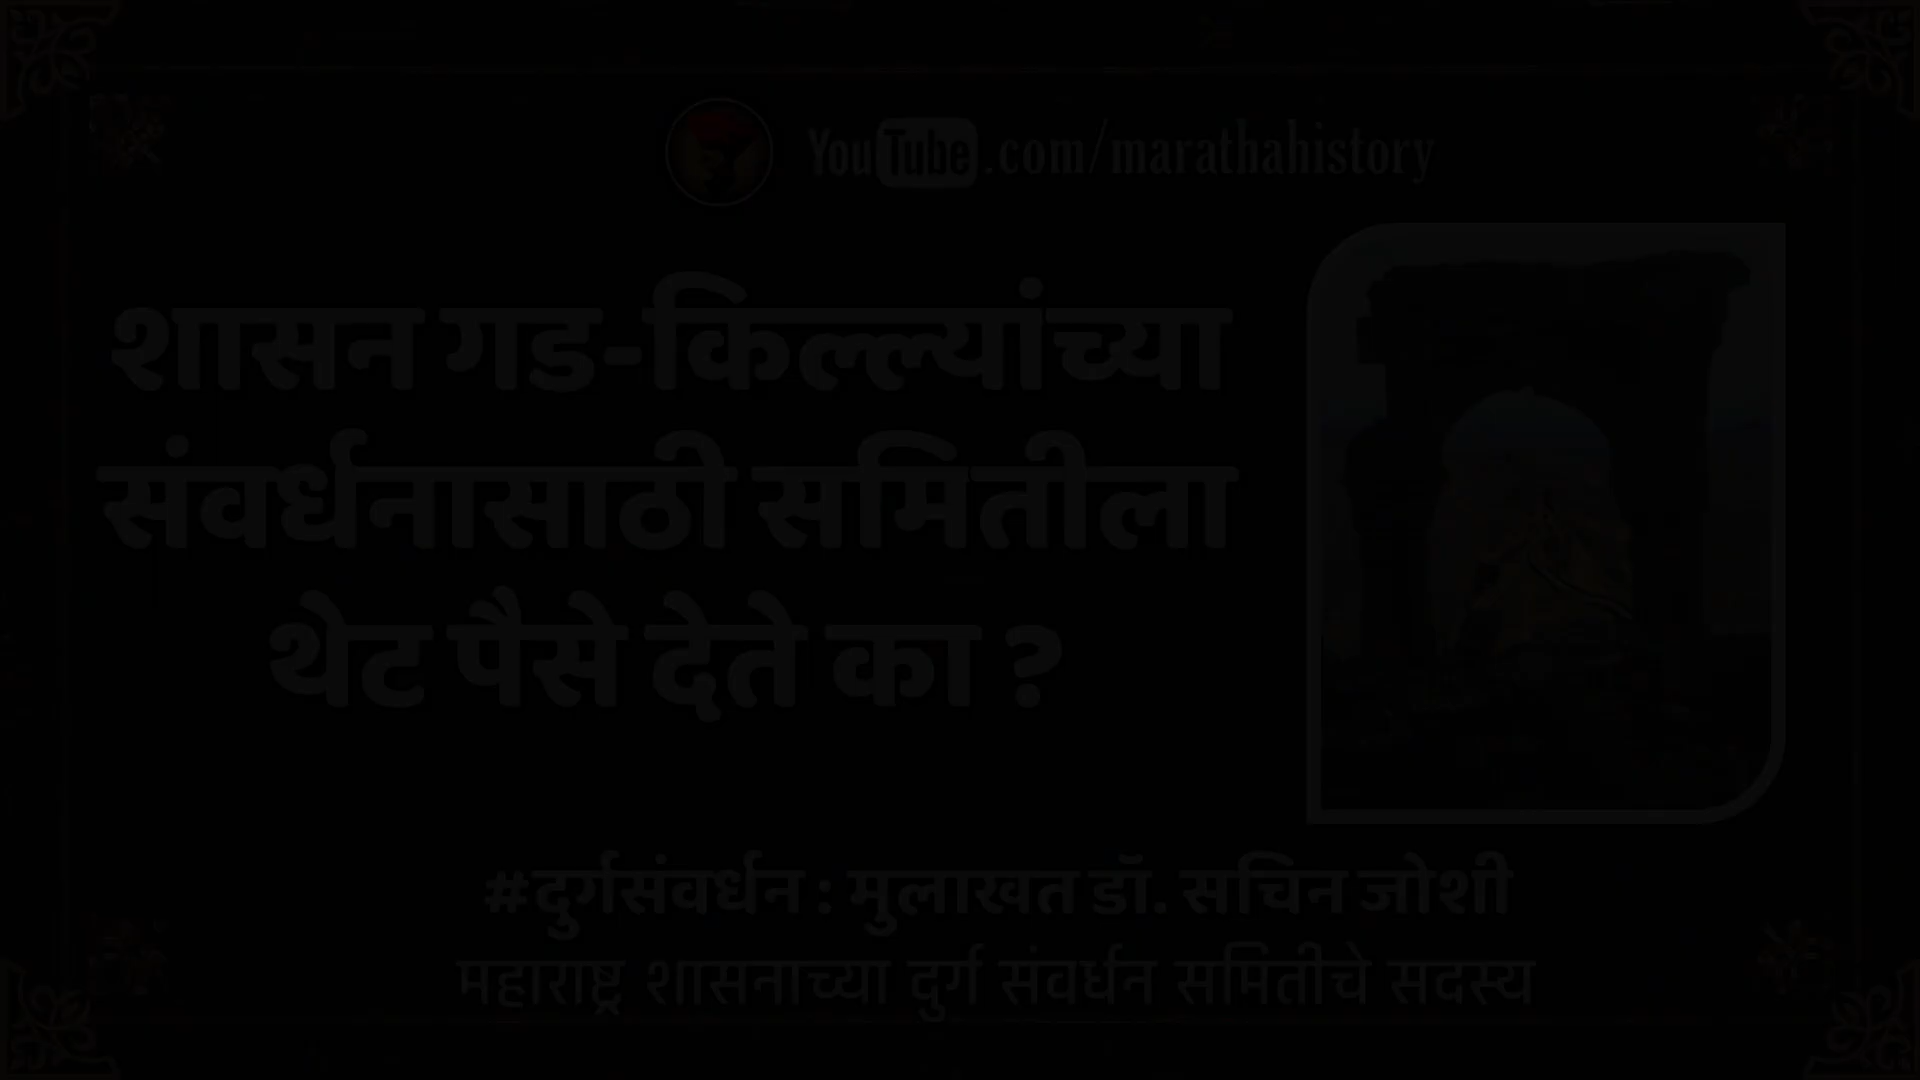 YouTube.com/marathahistory
शासन गड-किल्ल्यांच्या
संवर्धनासाठी समितीला
थेट पैसे देते का ?
#दुर्गसंवर्धन : मुलाखत डॉ. सचिन जोशी
महाराष्ट्र शासनाच्या दुर्ग संवर्धन समितीचे सदस्य